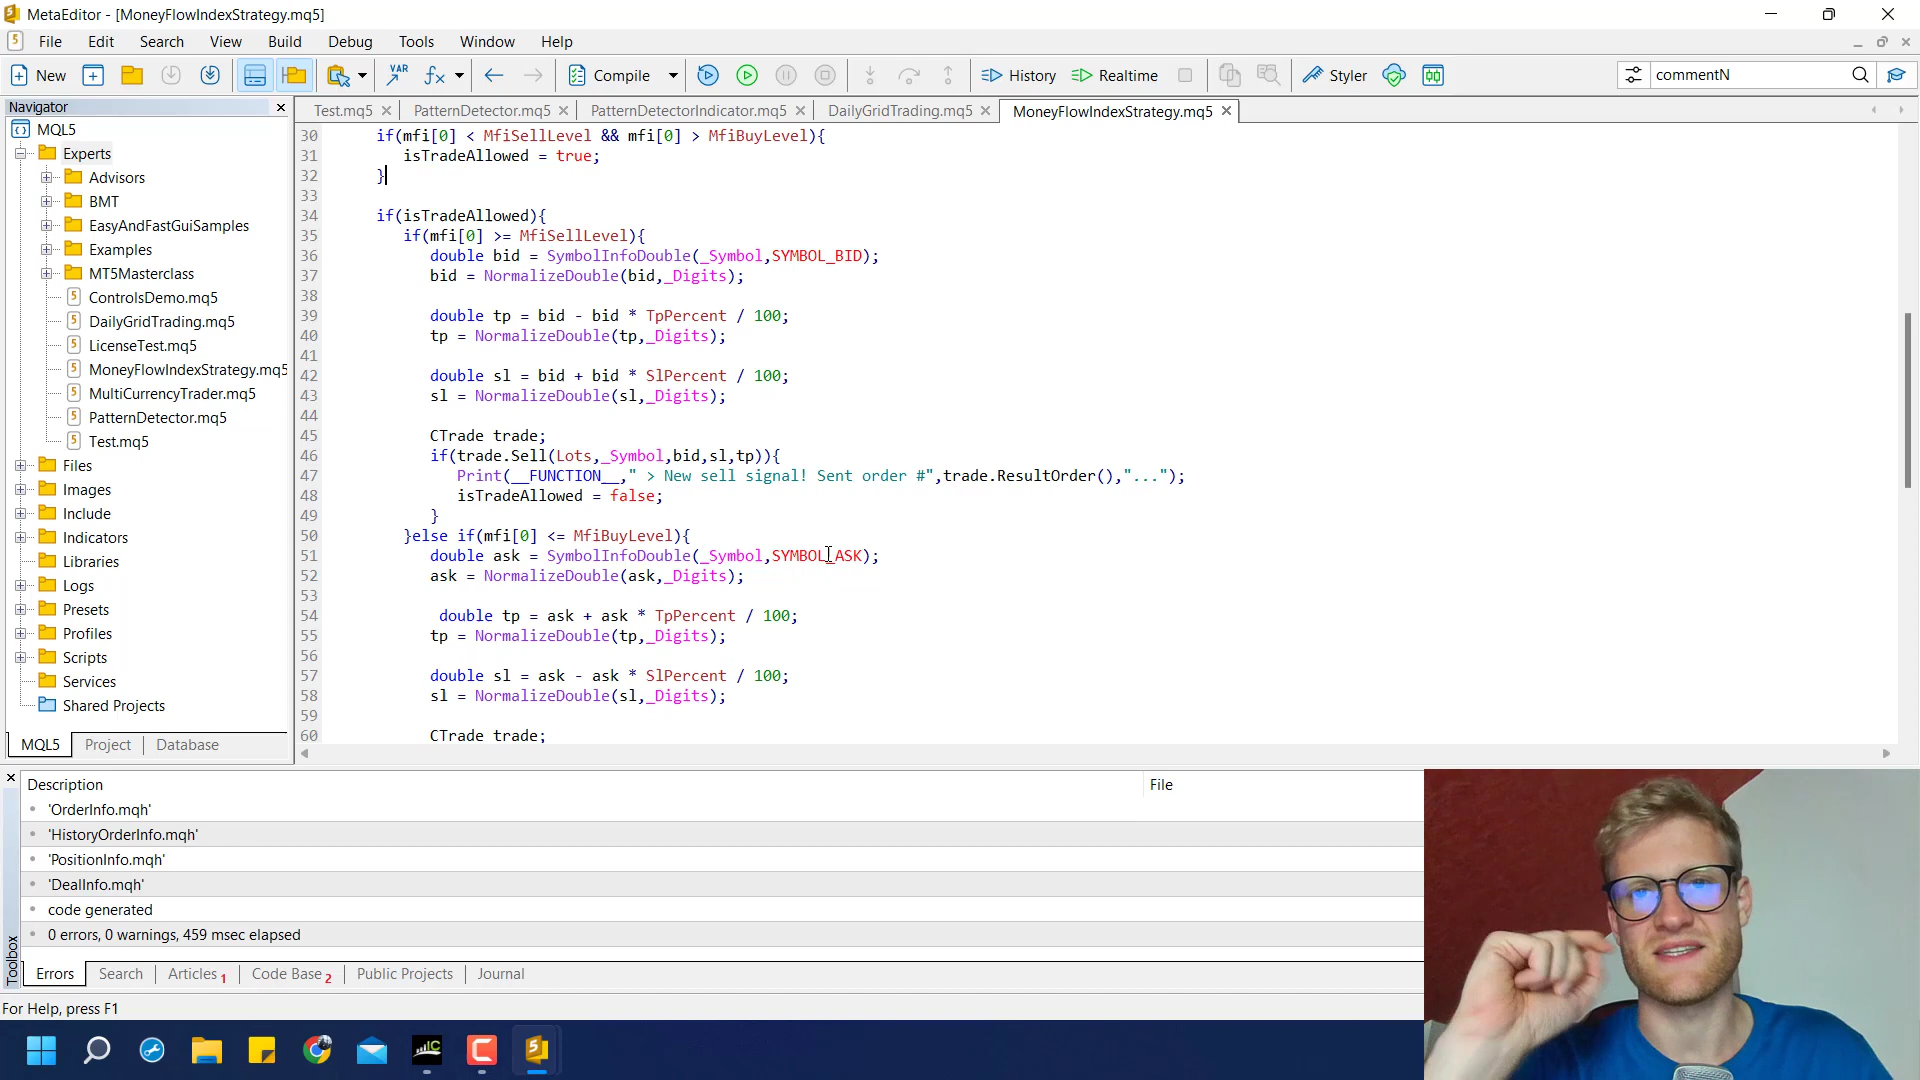 MetaEditor - [MoneyFlowIndexStrategy.mq5]
File Edit Search View Build Debug Tools Window Help
New VAR Compile History Realtime Styler commentN
Navigator
Test.mq5 PatternDetector.mq5 PatternDetectorIndicator.mq5 DailyGridTrading.mq5 MoneyFlowIndexStrategy.mq5
MQL5
Experts
Advisors
BMT
EasyAndFastGuiSamples
Examples
MT5Masterclass
ControlsDemo.mq5
DailyGridTrading.mq5
LicenseTest.mq5
MoneyFlowIndexStrategy.mq5
MultiCurrencyTrader.mq5
PatternDetector.mq5
Test.mq5
Files
Images
Include
Indicators
Libraries
Logs
Presets
Profiles
Scripts
Services
Shared Projects
MQL5 Project Database
30 if(mfi[0] < MfiSellLevel && mfi[0] > MfiBuyLevel){
31 isTradeAllowed = true;
32 }
33
34 if(isTradeAllowed){
35 if(mfi[0] >= MfiSellLevel){
36 double bid = SymbolInfoDouble(_Symbol,SYMBOL_BID);
37 bid = NormalizeDouble(bid,_Digits);
38
39 double tp = bid - bid * TpPercent / 100;
40 tp = NormalizeDouble(tp,_Digits);
41
42 double sl = bid + bid * SlPercent / 100;
43 sl = NormalizeDouble(sl,_Digits);
44
45 CTrade trade;
46 if(trade.Sell(Lots,_Symbol,bid,sl,tp)){
47 Print(__FUNCTION__," > New sell signal! Sent order #",trade.ResultOrder(),"...");
48 isTradeAllowed = false;
49 }
50 }else if(mfi[0] <= MfiBuyLevel){
51 double ask = SymbolInfoDouble(_Symbol,SYMBOL_ASK);
52 ask = NormalizeDouble(ask,_Digits);
53
54 double tp = ask + ask * TpPercent / 100;
55 tp = NormalizeDouble(tp,_Digits);
56
57 double sl = ask - ask * SlPercent / 100;
58 sl = NormalizeDouble(sl,_Digits);
59
60 CTrade trade;
Description File
'OrderInfo.mqh'
'HistoryOrderInfo.mqh'
'PositionInfo.mqh'
'DealInfo.mqh'
code generated
0 errors, 0 warnings, 459 msec elapsed
Toolbox
Errors Search Articles 1 Code Base 2 Public Projects Journal
For Help, press F1